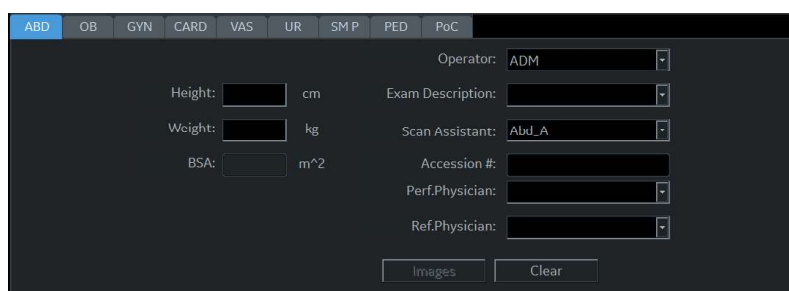 ABD OB GYN CARD VAS UR SM P PED PoC
Operator: ADM
Height: cm Exam Description:
Weight: kg Scan Assistant: Abd_A
BSA: m^2 Accession #:
Perf.Physician:
Ref.Physician:
Images Clear